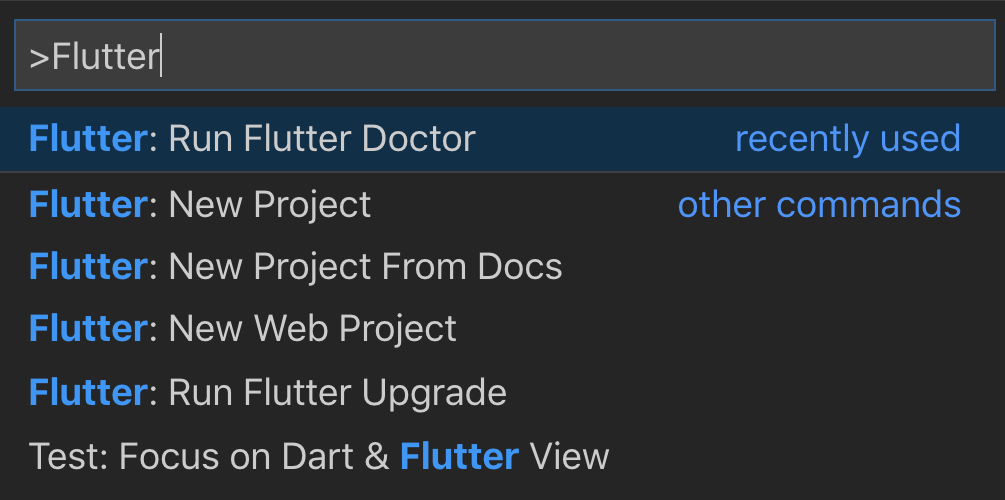 >Flutter
Flutter: Run Flutter Doctor recently used
Flutter: New Project other commands
Flutter: New Project From Docs
Flutter: New Web Project
Flutter: Run Flutter Upgrade
Test: Focus on Dart & Flutter View